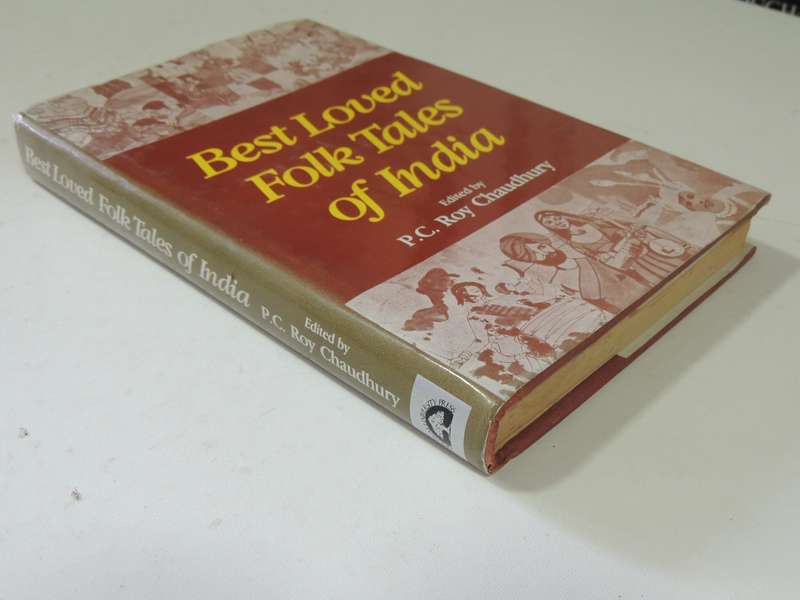 Best Loved
Folk Tales
of India
Edited by
P.C. Roy Chaudhury
Best Loved Folk Tales of India
Edited by
P.C. Roy Chaudhury
PRESS